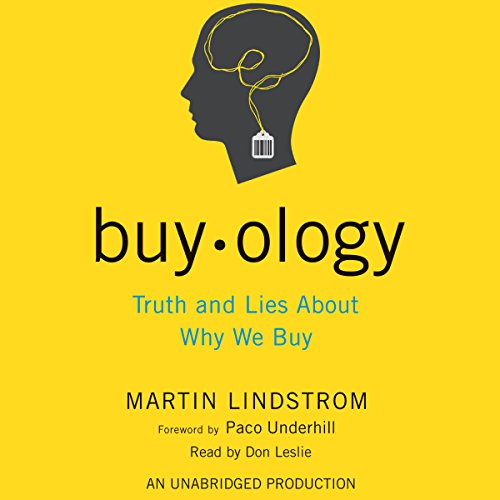 buy•ology
Truth and Lies About
Why We Buy
MARTIN LINDSTROM
Foreword by Paco Underhill
Read by Don Leslie
AN UNABRIDGED PRODUCTION